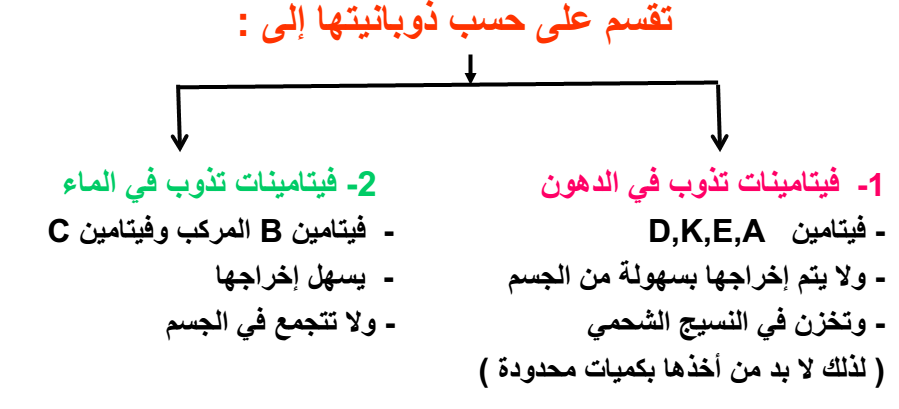 تقسم على حسب ذوبانيتها إلى :
1- فيتامينات تذوب في الدهون
- فيتامين D,K,E,A
- ولا يتم إخراجها بسهولة من الجسم
- وتخزن في النسيج الشحمي
( لذلك لا بد من أخذها بكميات محدودة )
2- فيتامينات تذوب في الماء
- فيتامين B المركب وفيتامين C
- يسهل إخراجها
- ولا تتجمع في الجسم